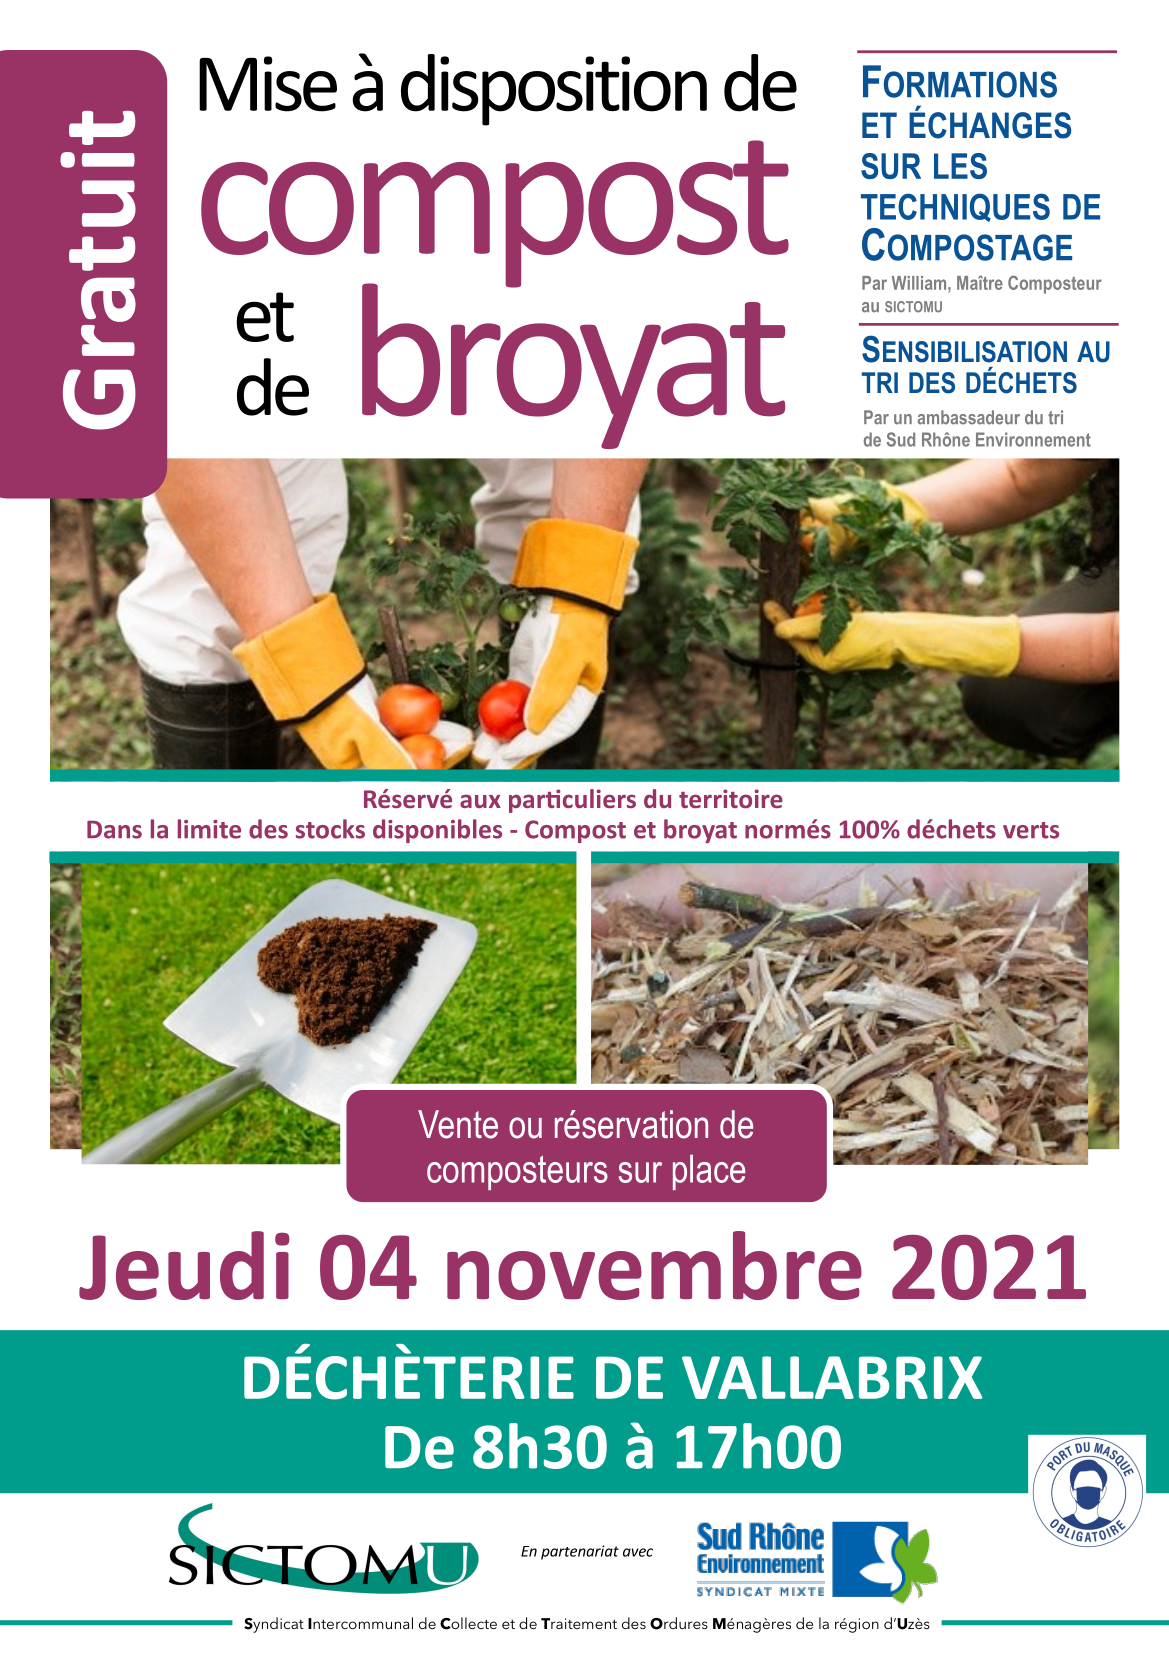 Gratuit
Mise à disposition de
compost
et
de
broyat
FORMATIONS
ET ÉCHANGES
SUR LES
TECHNIQUES DE
COMPOSTAGE
Par William, Maître Composteur
au SICTOMU
SENSIBILISATION AU
TRI DES DÉCHETS
Par un ambassadeur du tri
de Sud Rhône Environnement
Réservé aux particuliers du territoire
Dans la limite des stocks disponibles - Compost et broyat normés 100% déchets verts
Vente ou réservation de
composteurs sur place
Jeudi 04 novembre 2021
DÉCHÈTERIE DE VALLABRIX
De 8h30 à 17h00
PORT DU MASQUE
OBLIGATOIRE
SICTOMU
En partenariat avec
Sud Rhône
Environnement
SYNDICAT MIXTE
Syndicat Intercommunal de Collecte et de Traitement des Ordures Ménagères de la région d'Uzès